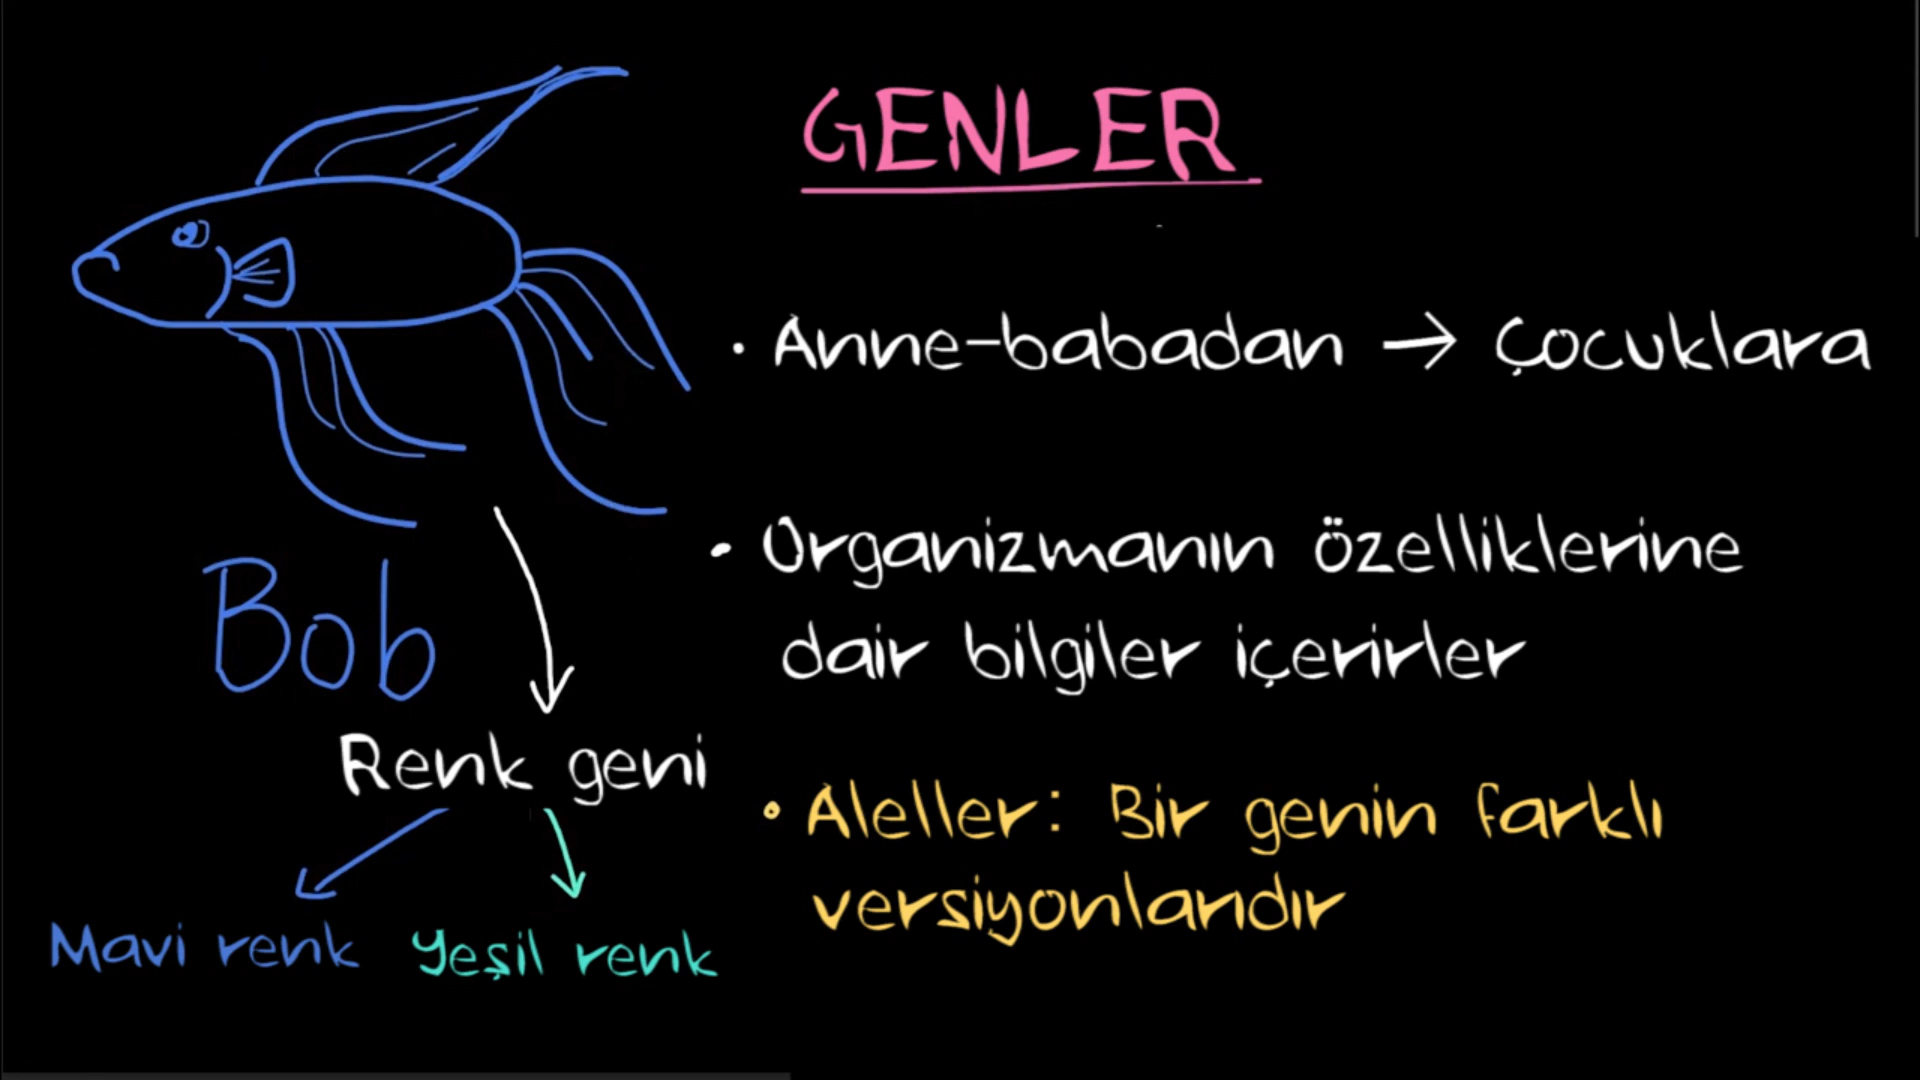 GENLER
• Anne-babadan → Çocuklara
• Organizmanın özelliklerine
dair bilgiler içerirler
• Aleller: Bir genin farklı
versiyonlarıdır
Bob
Renk geni
Mavi renk
Yeşil renk